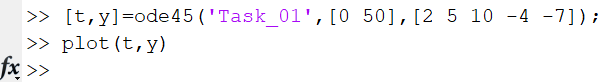 >> [t,y]=ode45('Task_01',[0 50],[2 5 10 -4 -7]);
>> plot(t,y)
fx >>